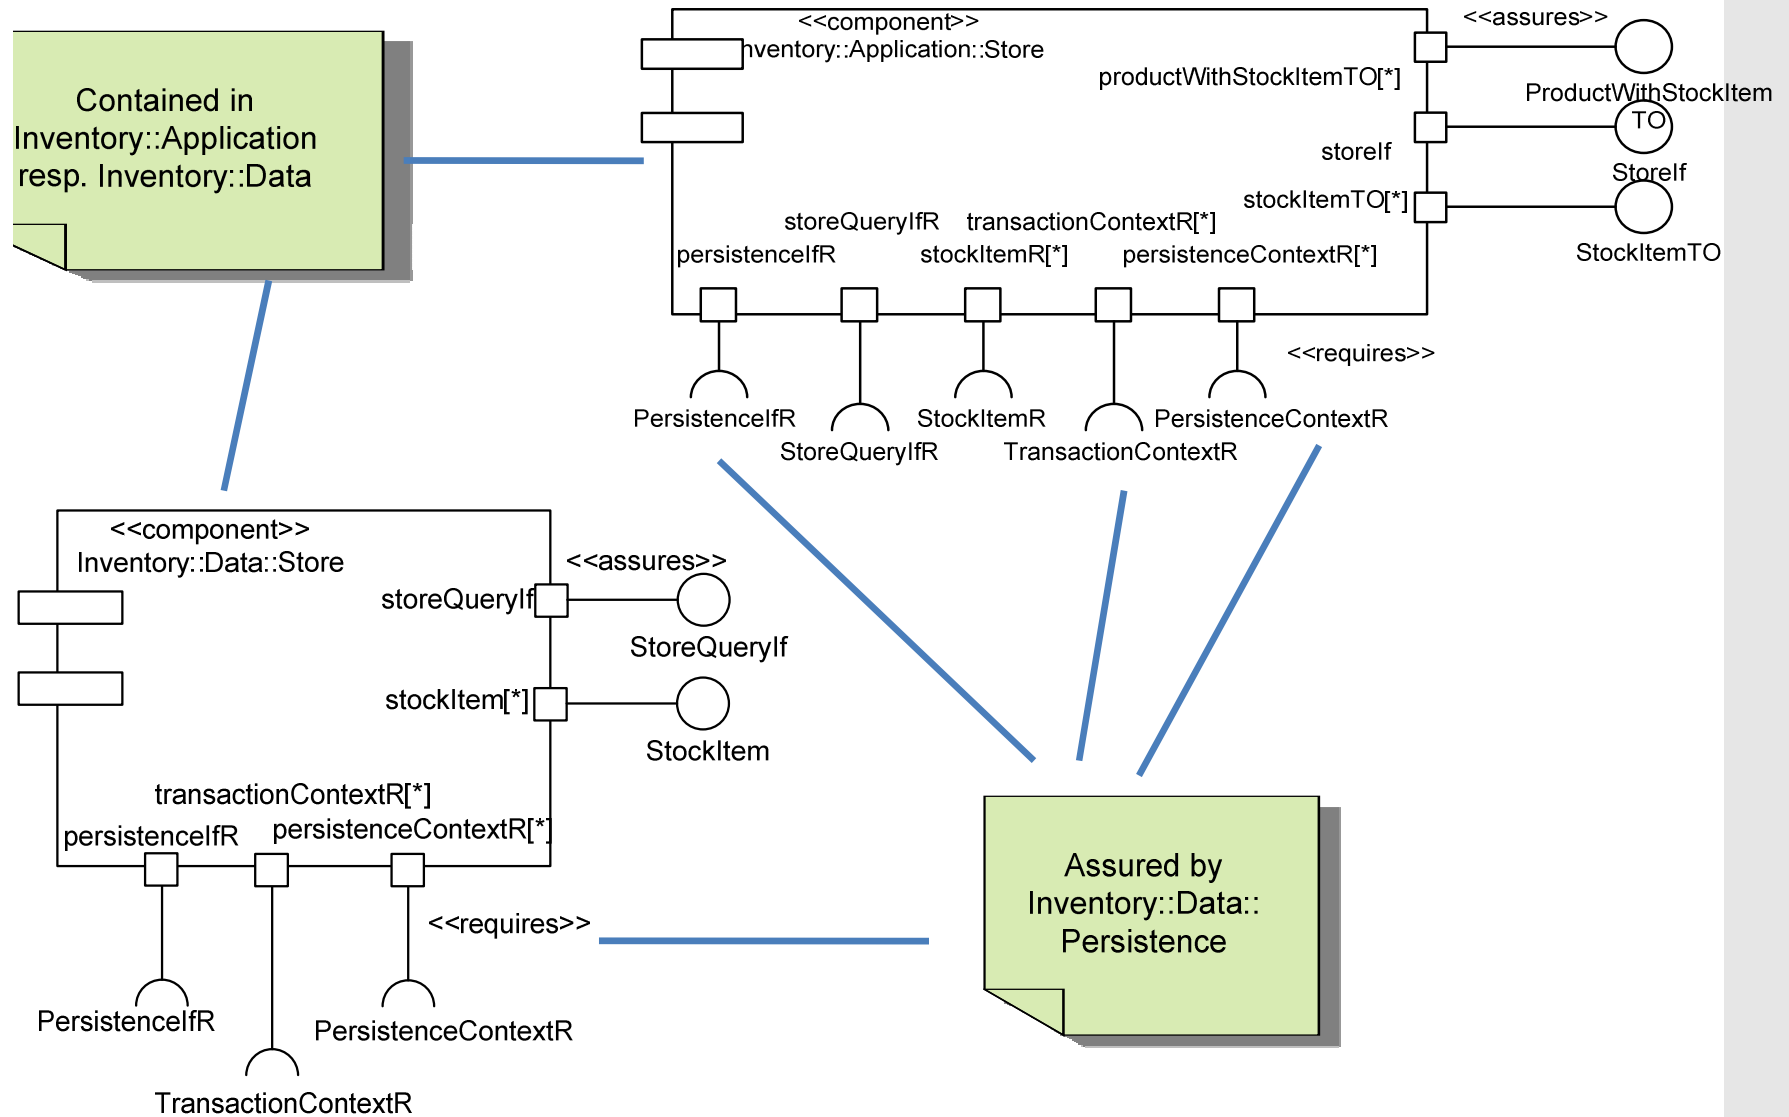 Contained in
Inventory::Application
resp. Inventory::Data
<<component>>
nventory::Application::Store
productWithStockItemTO[*]
storeIf
stockItemTO[*]
storeQueryIfR transactionContextR[*]
persistenceIfR stockItemR[*] persistenceContextR[*]
<<assures>>
ProductWithStockItem
TO
StoreIf
StockItemTO
<<requires>>
PersistenceIfR StockItemR PersistenceContextR
StoreQueryIfR TransactionContextR
<<component>>
Inventory::Data::Store
storeQueryIf
stockItem[*]
transactionContextR[*]
persistenceIfR persistenceContextR[*]
<<assures>>
StoreQueryIf
StockItem
<<requires>>
PersistenceIfR PersistenceContextR
TransactionContextR
Assured by
Inventory::Data::
Persistence